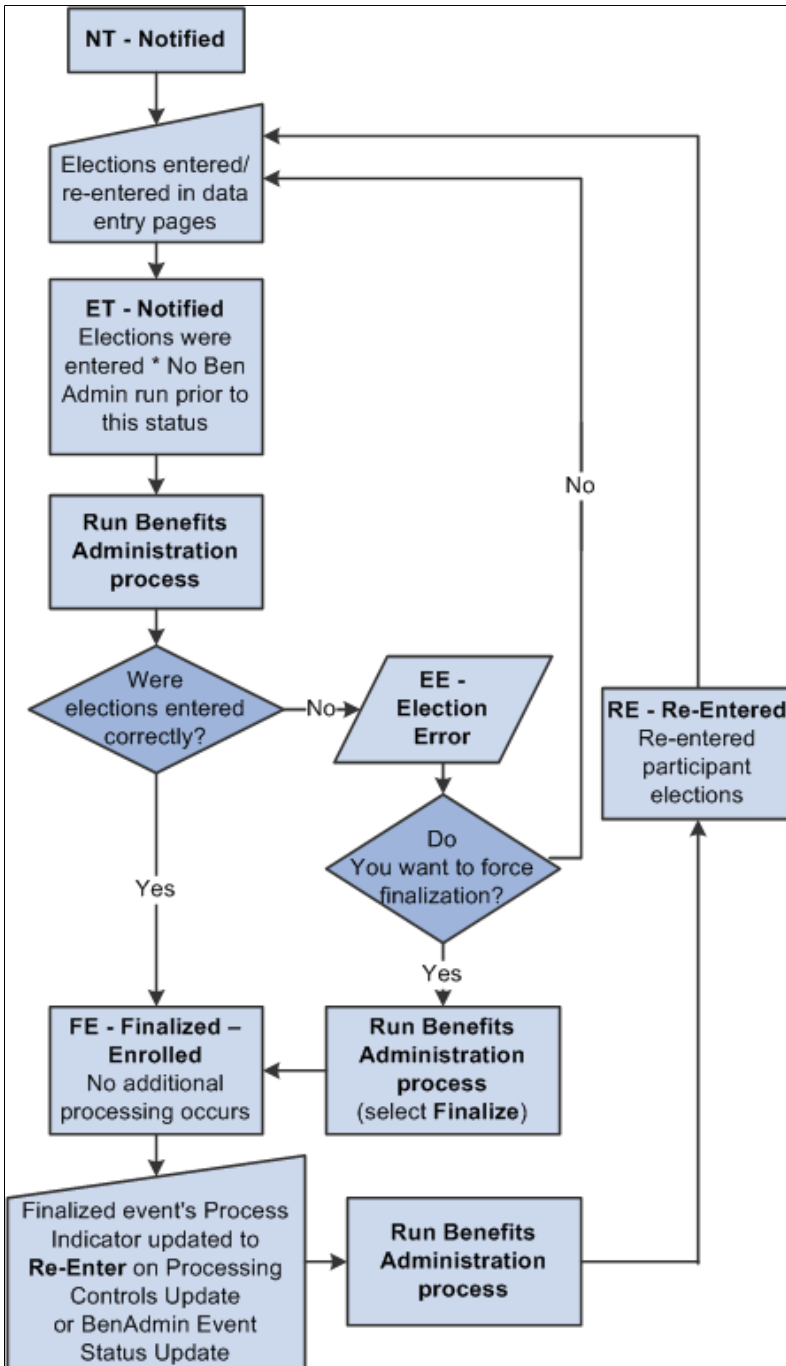 NT - Notified
Elections entered/
re-entered in data
entry pages
ET - Notified
Elections were
entered * No Ben
Admin run prior to
this status
Run Benefits
Administration
process
Were
elections entered
correctly?
No
EE -
Election
Error
Do
You want to force
finalization?
No
RE - Re-Entered
Re-entered
participant
elections
Yes
Yes
FE - Finalized –
Enrolled
No additional
processing occurs
Run Benefits
Administration
process
(select Finalize)
Finalized event's Process
Indicator updated to
Re-Enter on Processing
Controls Update
or BenAdmin Event
Status Update
Run Benefits
Administration
process